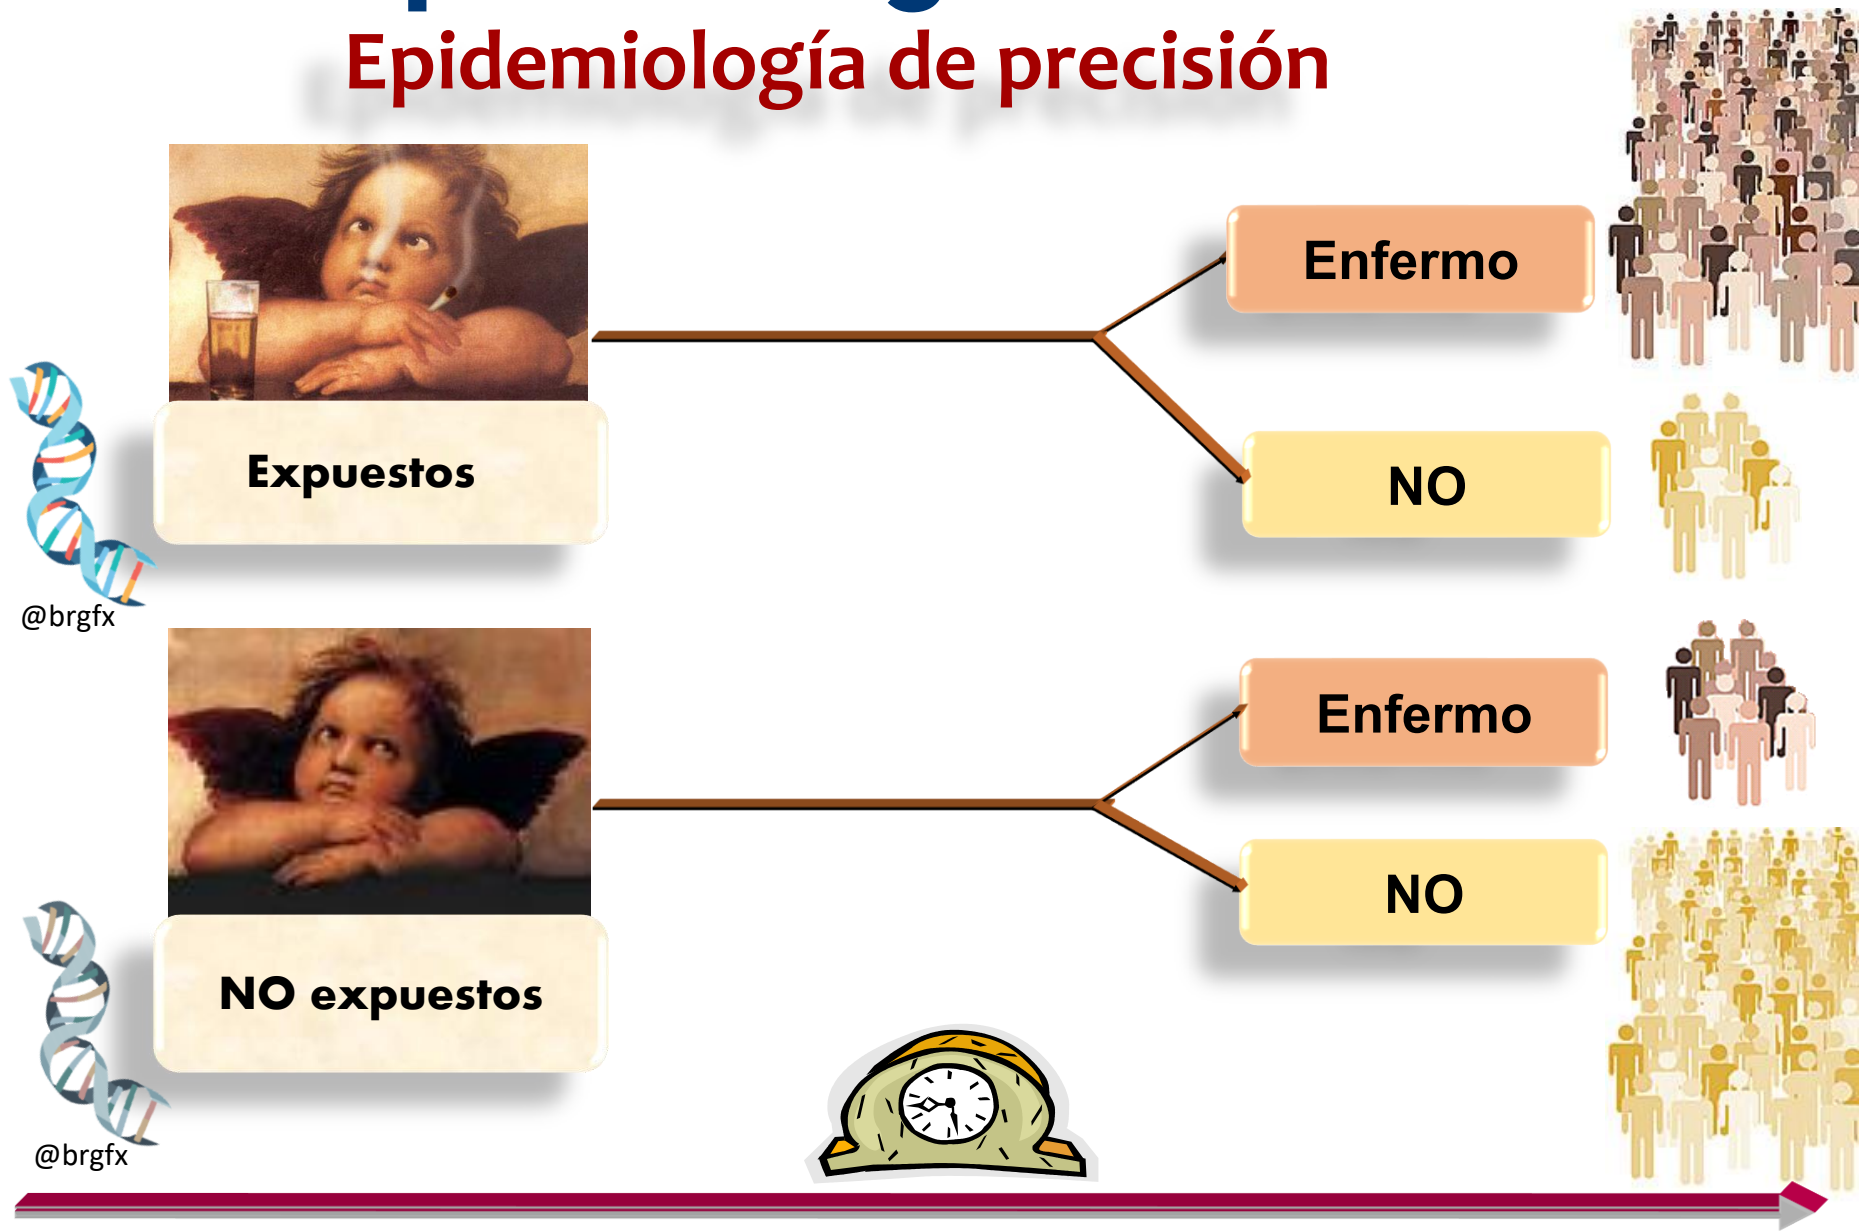 Epidemiología de precisión
Enfermo
Expuestos
NO
@brgfx
Enfermo
NO
NO expuestos
@brgfx